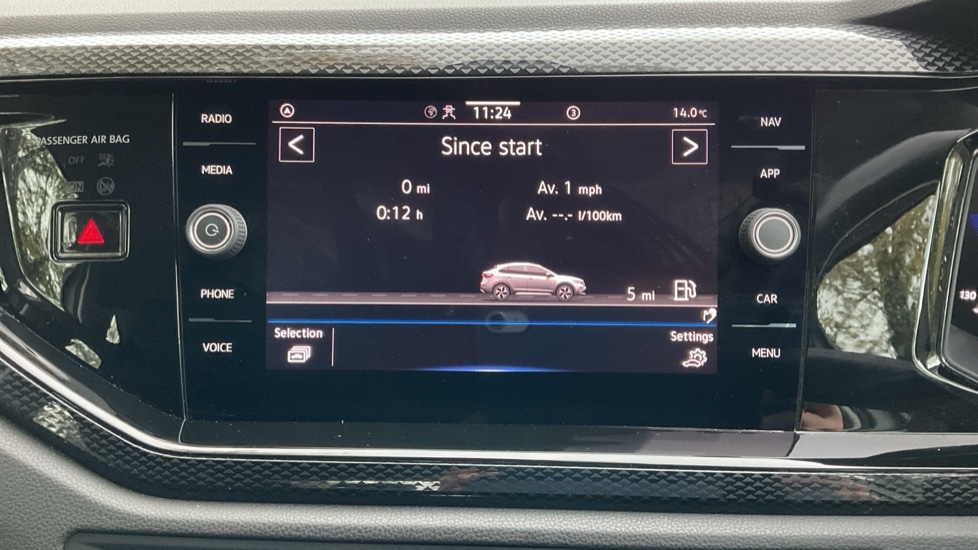 RADIO
MEDIA
PHONE
VOICE
PASSENGER AIR BAG
OFF
ON
11:24
3
14.0 °C
<
Since start
>
0 mi
Av. 1 mph
0:12 h
Av. --.- l/100km
5 mi
Selection
Settings
NAV
APP
CAR
MENU
130